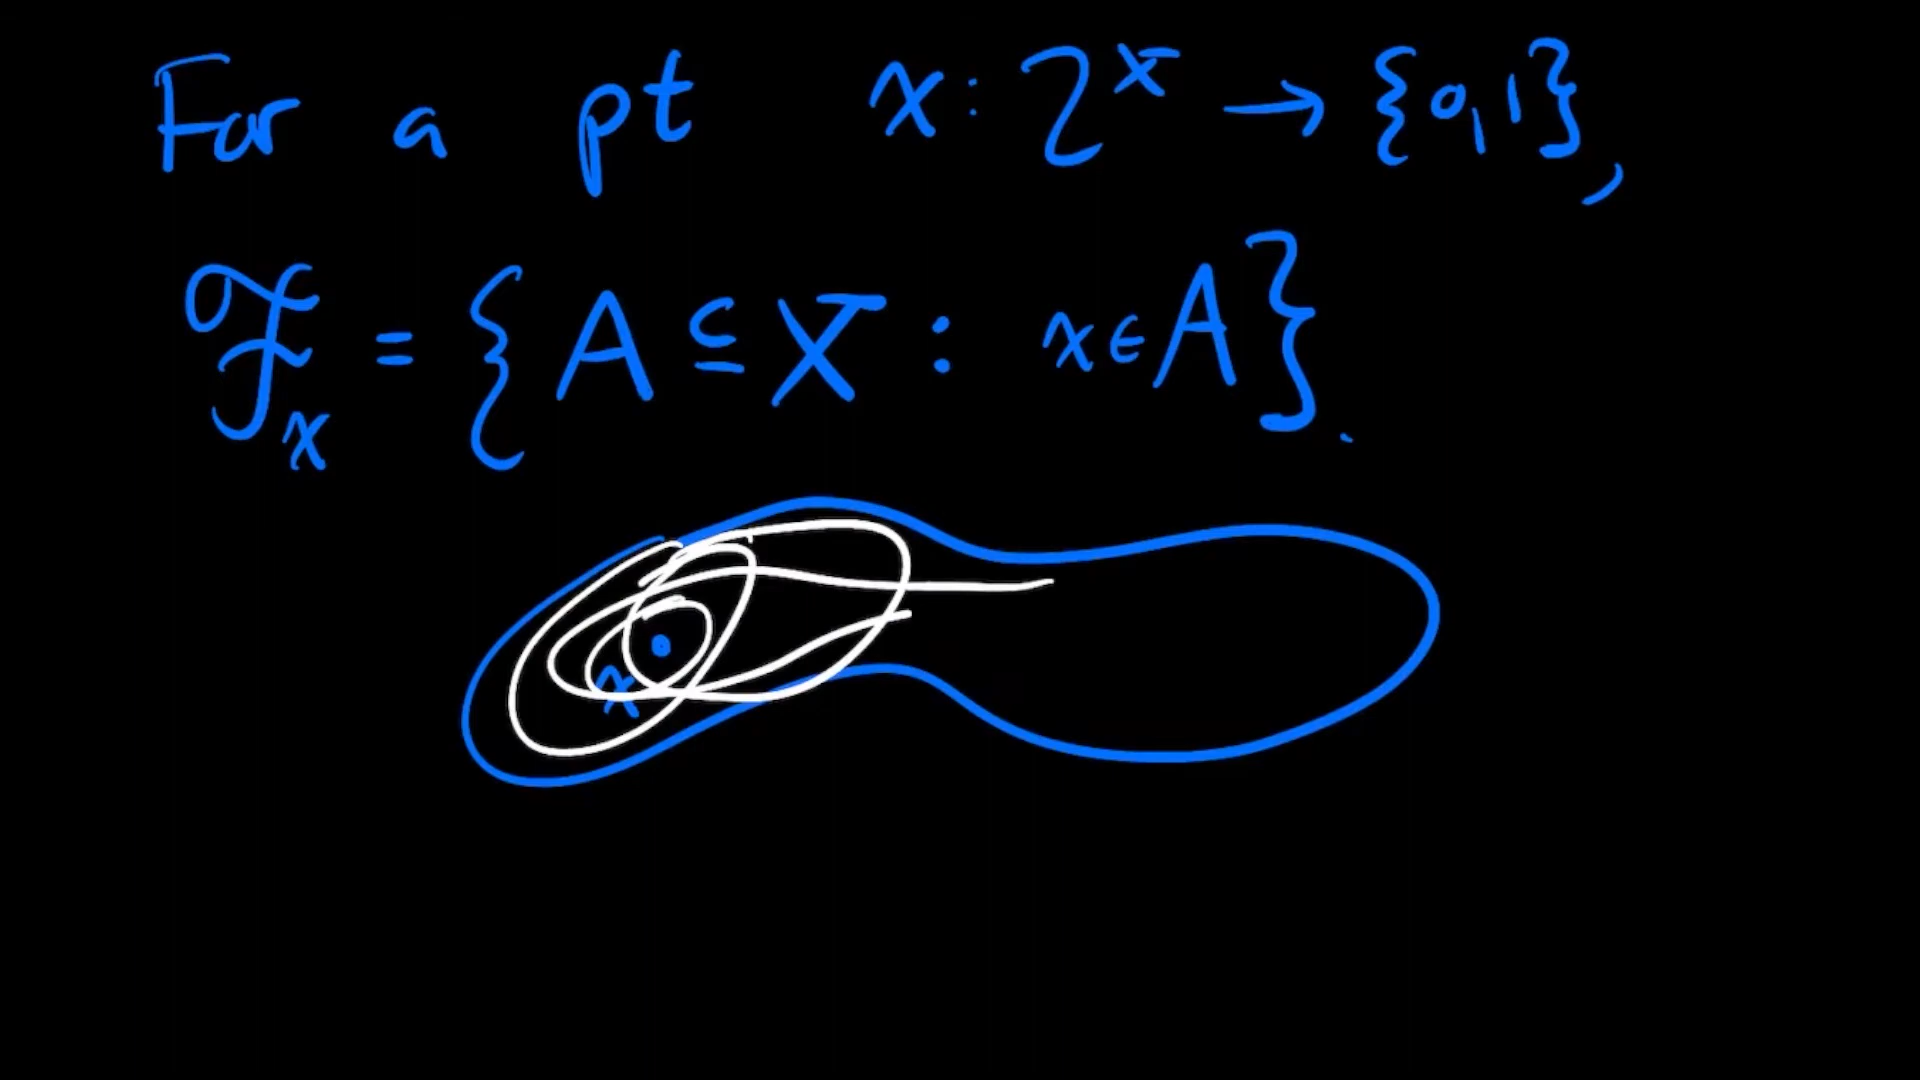 For a pt x: 2^X → {0,1},
ℱ_x = {A ⊆ X : x ∈ A}.
x